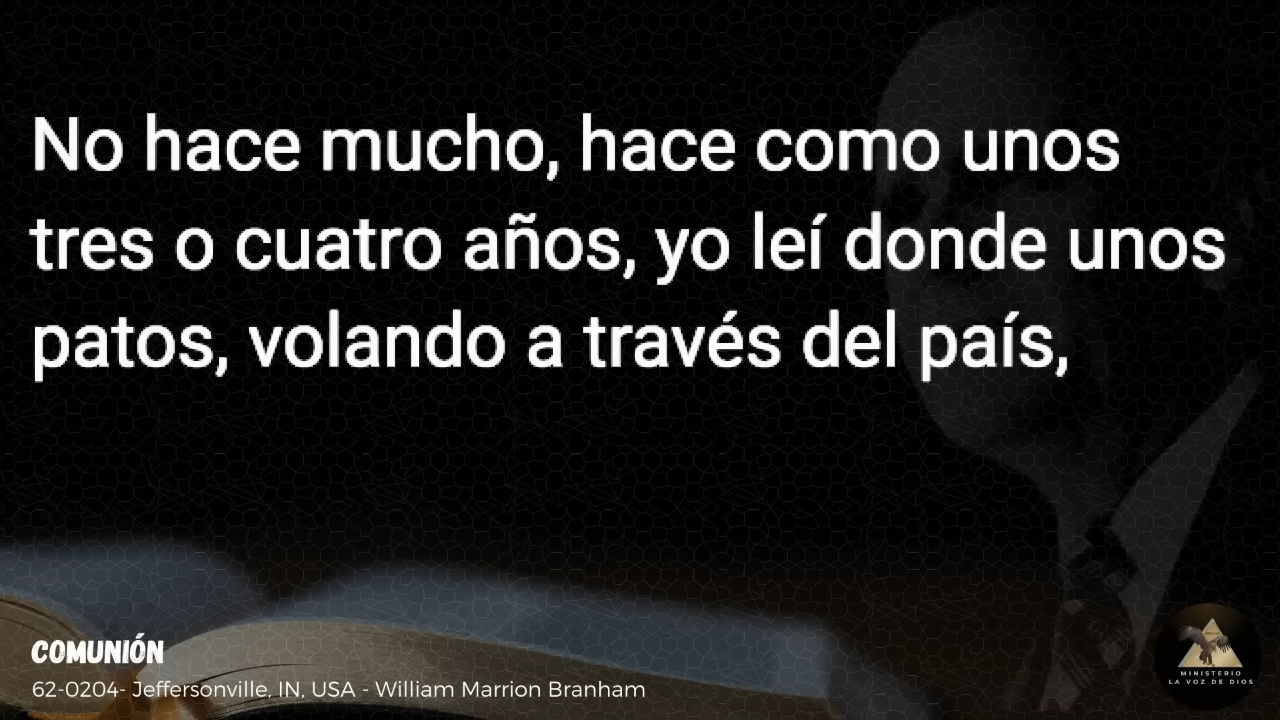 No hace mucho, hace como unos
tres o cuatro años, yo leí donde unos
patos, volando a través del país,
COMUNIÓN
62-0204- Jeffersonville, IN, USA - William Marrion Branham
MINISTERIO
LA VOZ DE DIOS